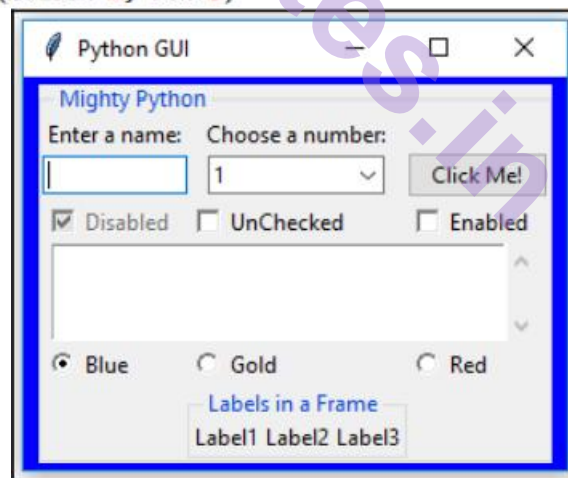 Python GUI
Mighty Python
Enter a name: Choose a number:
1 Click Me!
Disabled UnChecked Enabled
Blue Gold Red
Labels in a Frame
Label1 Label2 Label3